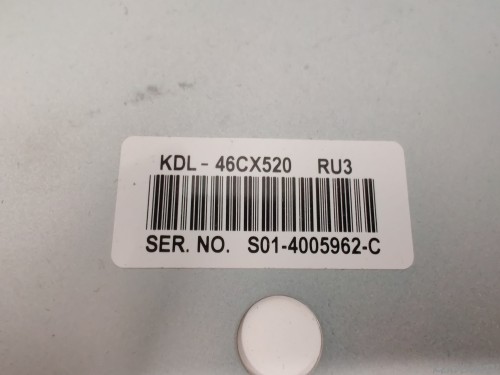 KDL - 46CX520 RU3
SER. NO. S01-4005962-C